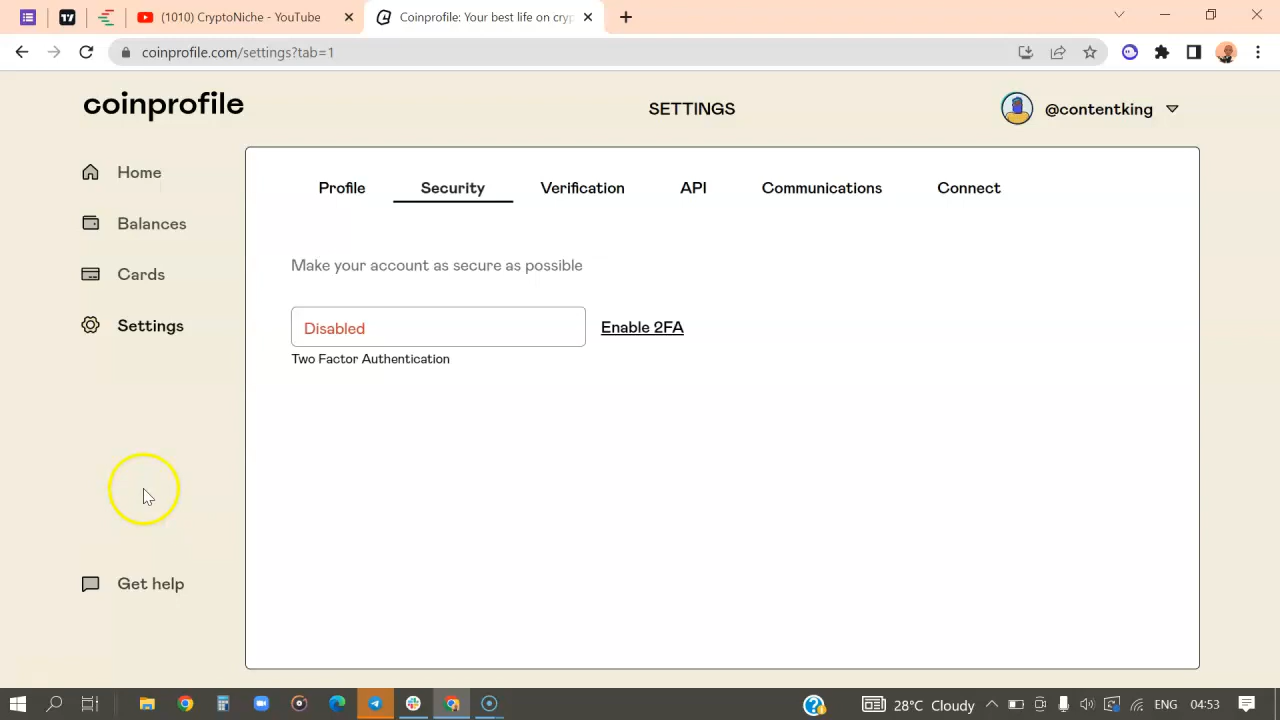 (1010) CryptoNiche - YouTube
Coinprofile: Your best life on cryp
coinprofile.com/settings?tab=1
coinprofile
SETTINGS
@contentking
Home
Balances
Cards
Settings
Get help
Profile
Security
Verification
API
Communications
Connect
Make your account as secure as possible
Disabled
Enable 2FA
Two Factor Authentication
28°C Cloudy
ENG
04:53